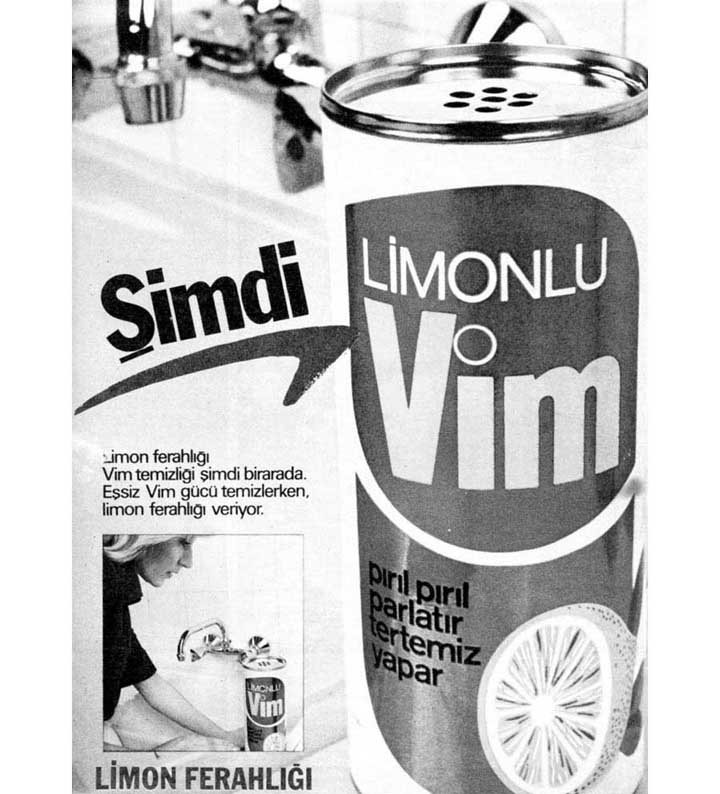 Şimdi
LİMONLU
Vim
Limon ferahlığı
Vim temizliği şimdi birarada.
Eşsiz Vim gücü temizlerken,
limon ferahlığı veriyor.
pırıl pırıl
parlatır
tertemiz
yapar
LİMONLU
Vim
LİMON FERAHLIĞI